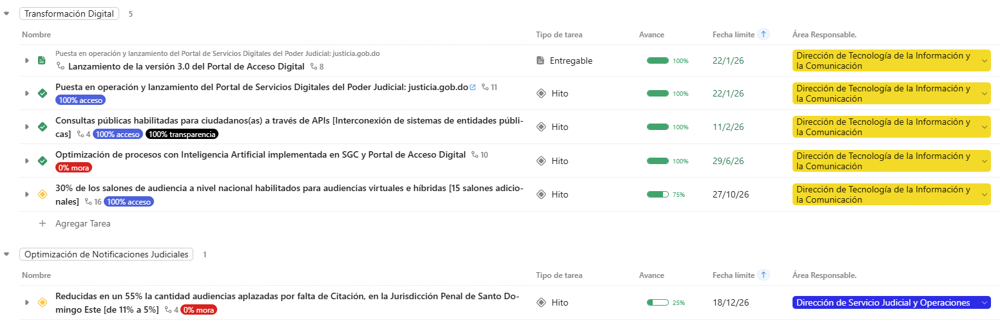 Transformación Digital 5
Nombre Tipo de tarea Avance Fecha límite Área Responsable.
Puesta en operación y lanzamiento del Portal de Servicios Digitales del Poder Judicial: justicia.gob.do
Lanzamiento de la versión 3.0 del Portal de Acceso Digital 8
Entregable 100% 22/1/26
Dirección de Tecnología de la Información y
la Comunicación
Puesta en operación y lanzamiento del Portal de Servicios Digitales del Poder Judicial: justicia.gob.do 11
100% acceso
Hito 100% 22/1/26
Dirección de Tecnología de la Información y
la Comunicación
Consultas públicas habilitadas para ciudadanos(as) a través de APIs [Interconexión de sistemas de entidades públi-
cas] 4 100% acceso 100% transparencia
Hito 100% 11/2/26
Dirección de Tecnología de la Información y
la Comunicación
Optimización de procesos con Inteligencia Artificial implementada en SGC y Portal de Acceso Digital 10
0% mora
Hito 100% 29/6/26
Dirección de Tecnología de la Información y
la Comunicación
30% de los salones de audiencia a nivel nacional habilitados para audiencias virtuales e híbridas [15 salones adicio-
nales] 16 100% acceso
Hito 75% 27/10/26
Dirección de Tecnología de la Información y
la Comunicación
Agregar Tarea
Optimización de Notificaciones Judiciales 1
Nombre Tipo de tarea Avance Fecha límite Área Responsable.
Reducidas en un 55% la cantidad audiencias aplazadas por falta de Citación, en la Jurisdicción Penal de Santo Do-
mingo Este [de 11% a 5%] 4 0% mora
Hito 25% 18/12/26
Dirección de Servicio Judicial y Operaciones